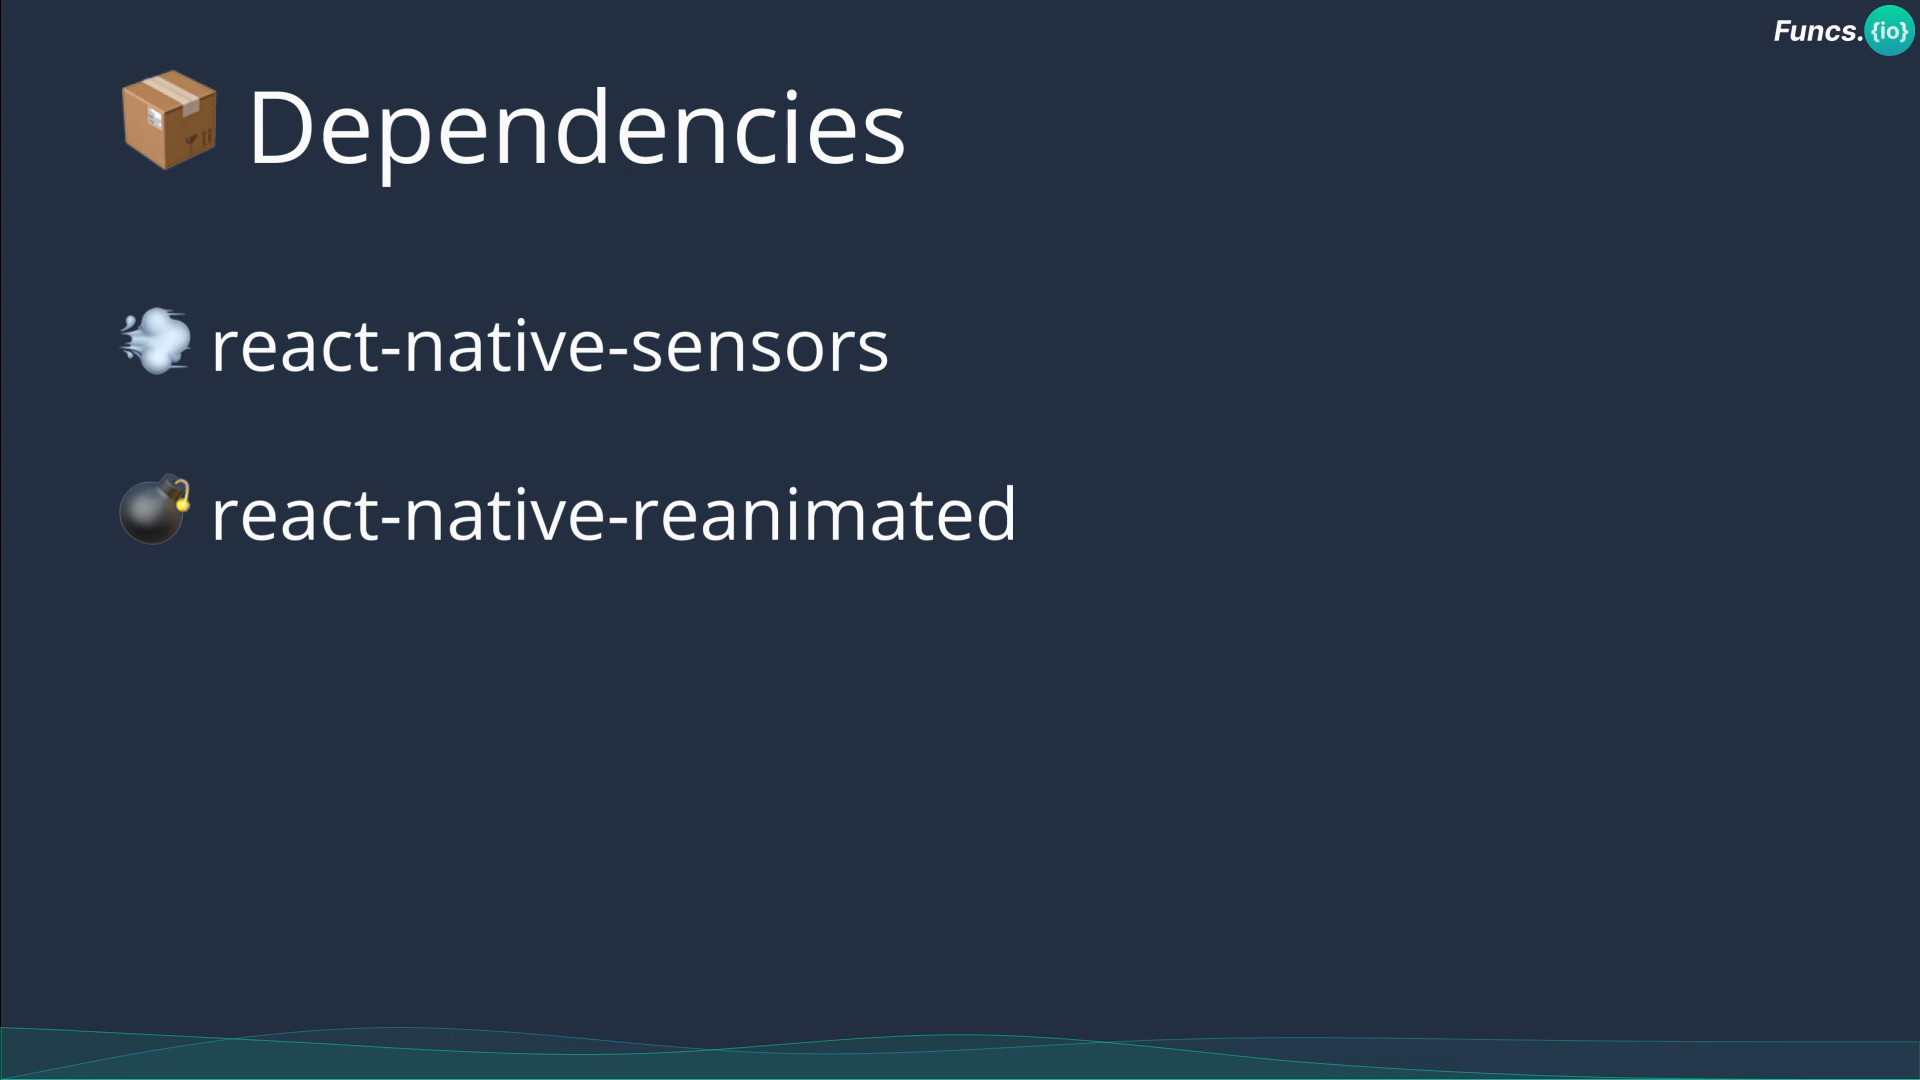 Funcs.{io}
📦 Dependencies
💨 react-native-sensors
💣 react-native-reanimated